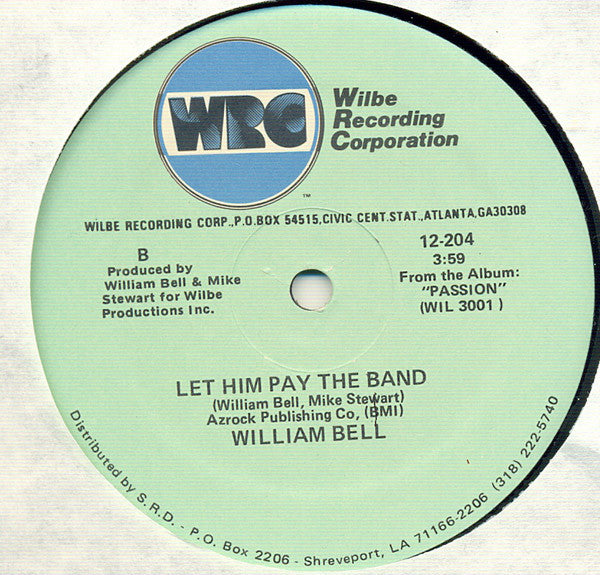 WRC
Wilbe
Recording
Corporation
™
WILBE RECORDING CORP.,P.O.BOX 54515,CIVIC CENT.STAT.,ATLANTA,GA30308
B
Produced by
William Bell & Mike
Stewart for Wilbe
Productions Inc.
12-204
3:59
From the Album:
"PASSION"
(WIL 3001 )
LET HIM PAY THE BAND
(William Bell, Mike Stewart)
Azrock Publishing Co, (BMI)
WILLIAM BELL
Distributed by S.R.D. - P.O. Box 2206 - Shreveport, LA 71166-2206 (318) 222-5740